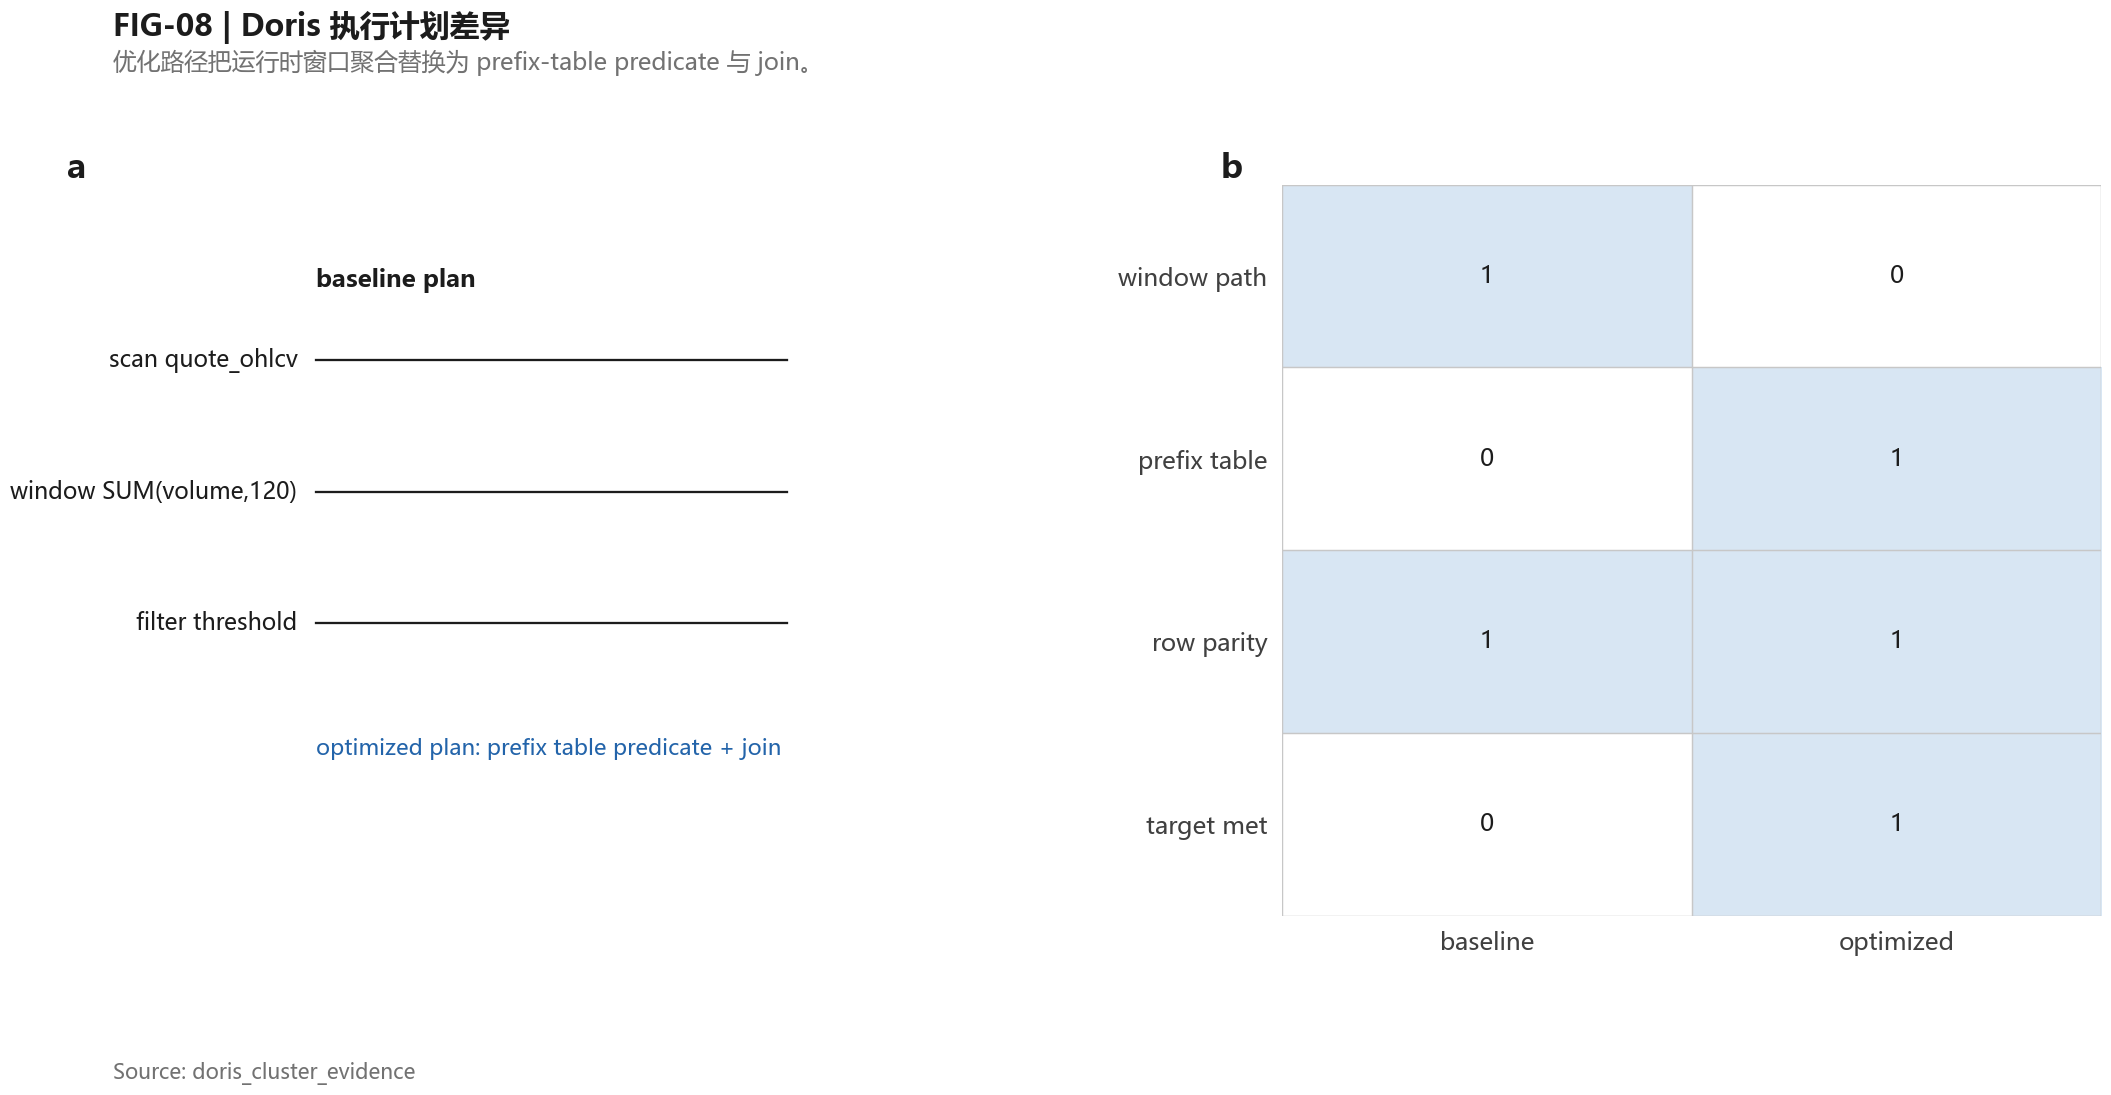 FIG-08 | Doris 执行计划差异
优化路径把运行时窗口聚合替换为 prefix-table predicate 与 join。
a
baseline plan
scan quote_ohlcv
window SUM(volume,120)
filter threshold
optimized plan: prefix table predicate + join
b
window path 1 0
prefix table 0 1
row parity 1 1
target met 0 1
baseline optimized
Source: doris_cluster_evidence